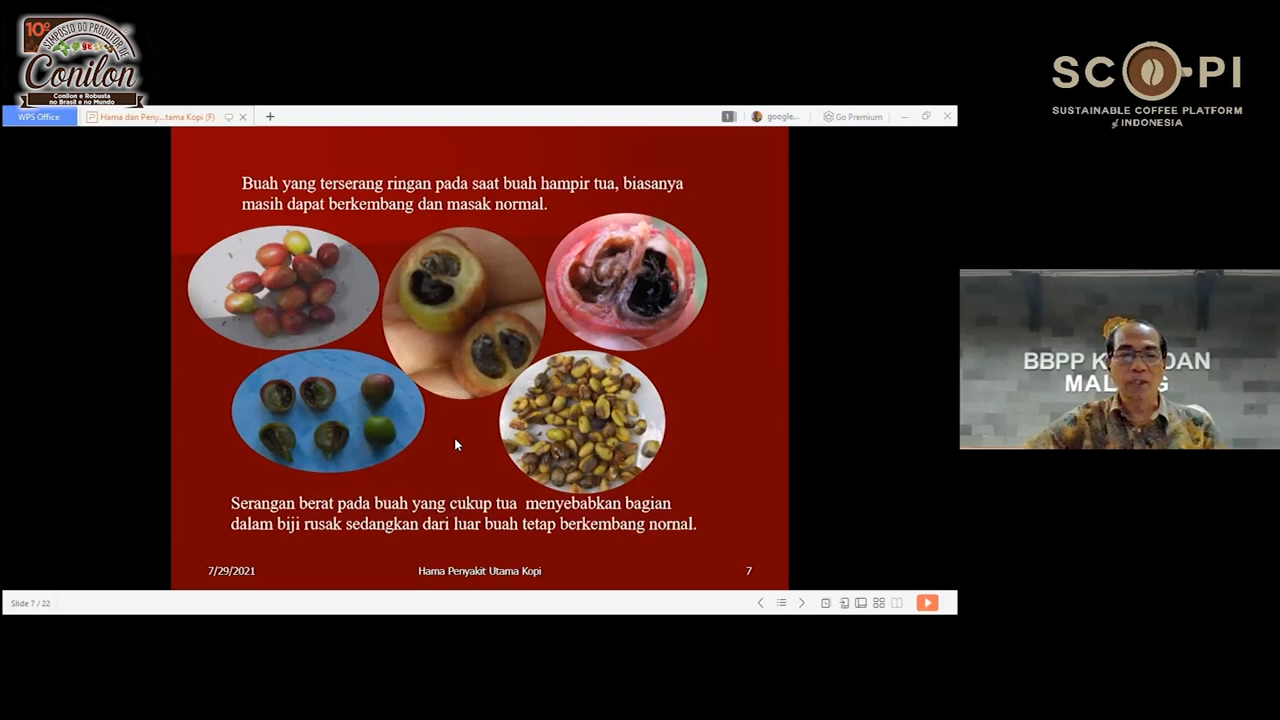 10º
SIMPÓSIO DO PRODUTOR DE
Conilon
Conilon e Robusta
no Brasil e no Mundo
SCOPI
SUSTAINABLE COFFEE PLATFORM
of INDONESIA
WPS Office
Hama dan Peny...tama Kopi (F)
1
google...
Go Premium
Buah yang terserang ringan pada saat buah hampir tua, biasanya
masih dapat berkembang dan masak normal.
Serangan berat pada buah yang cukup tua menyebabkan bagian
dalam biji rusak sedangkan dari luar buah tetap berkembang nornal.
7/29/2021
Hama Penyakit Utama Kopi
7
Slide 7 / 22
BBPP K DAN
MAL G